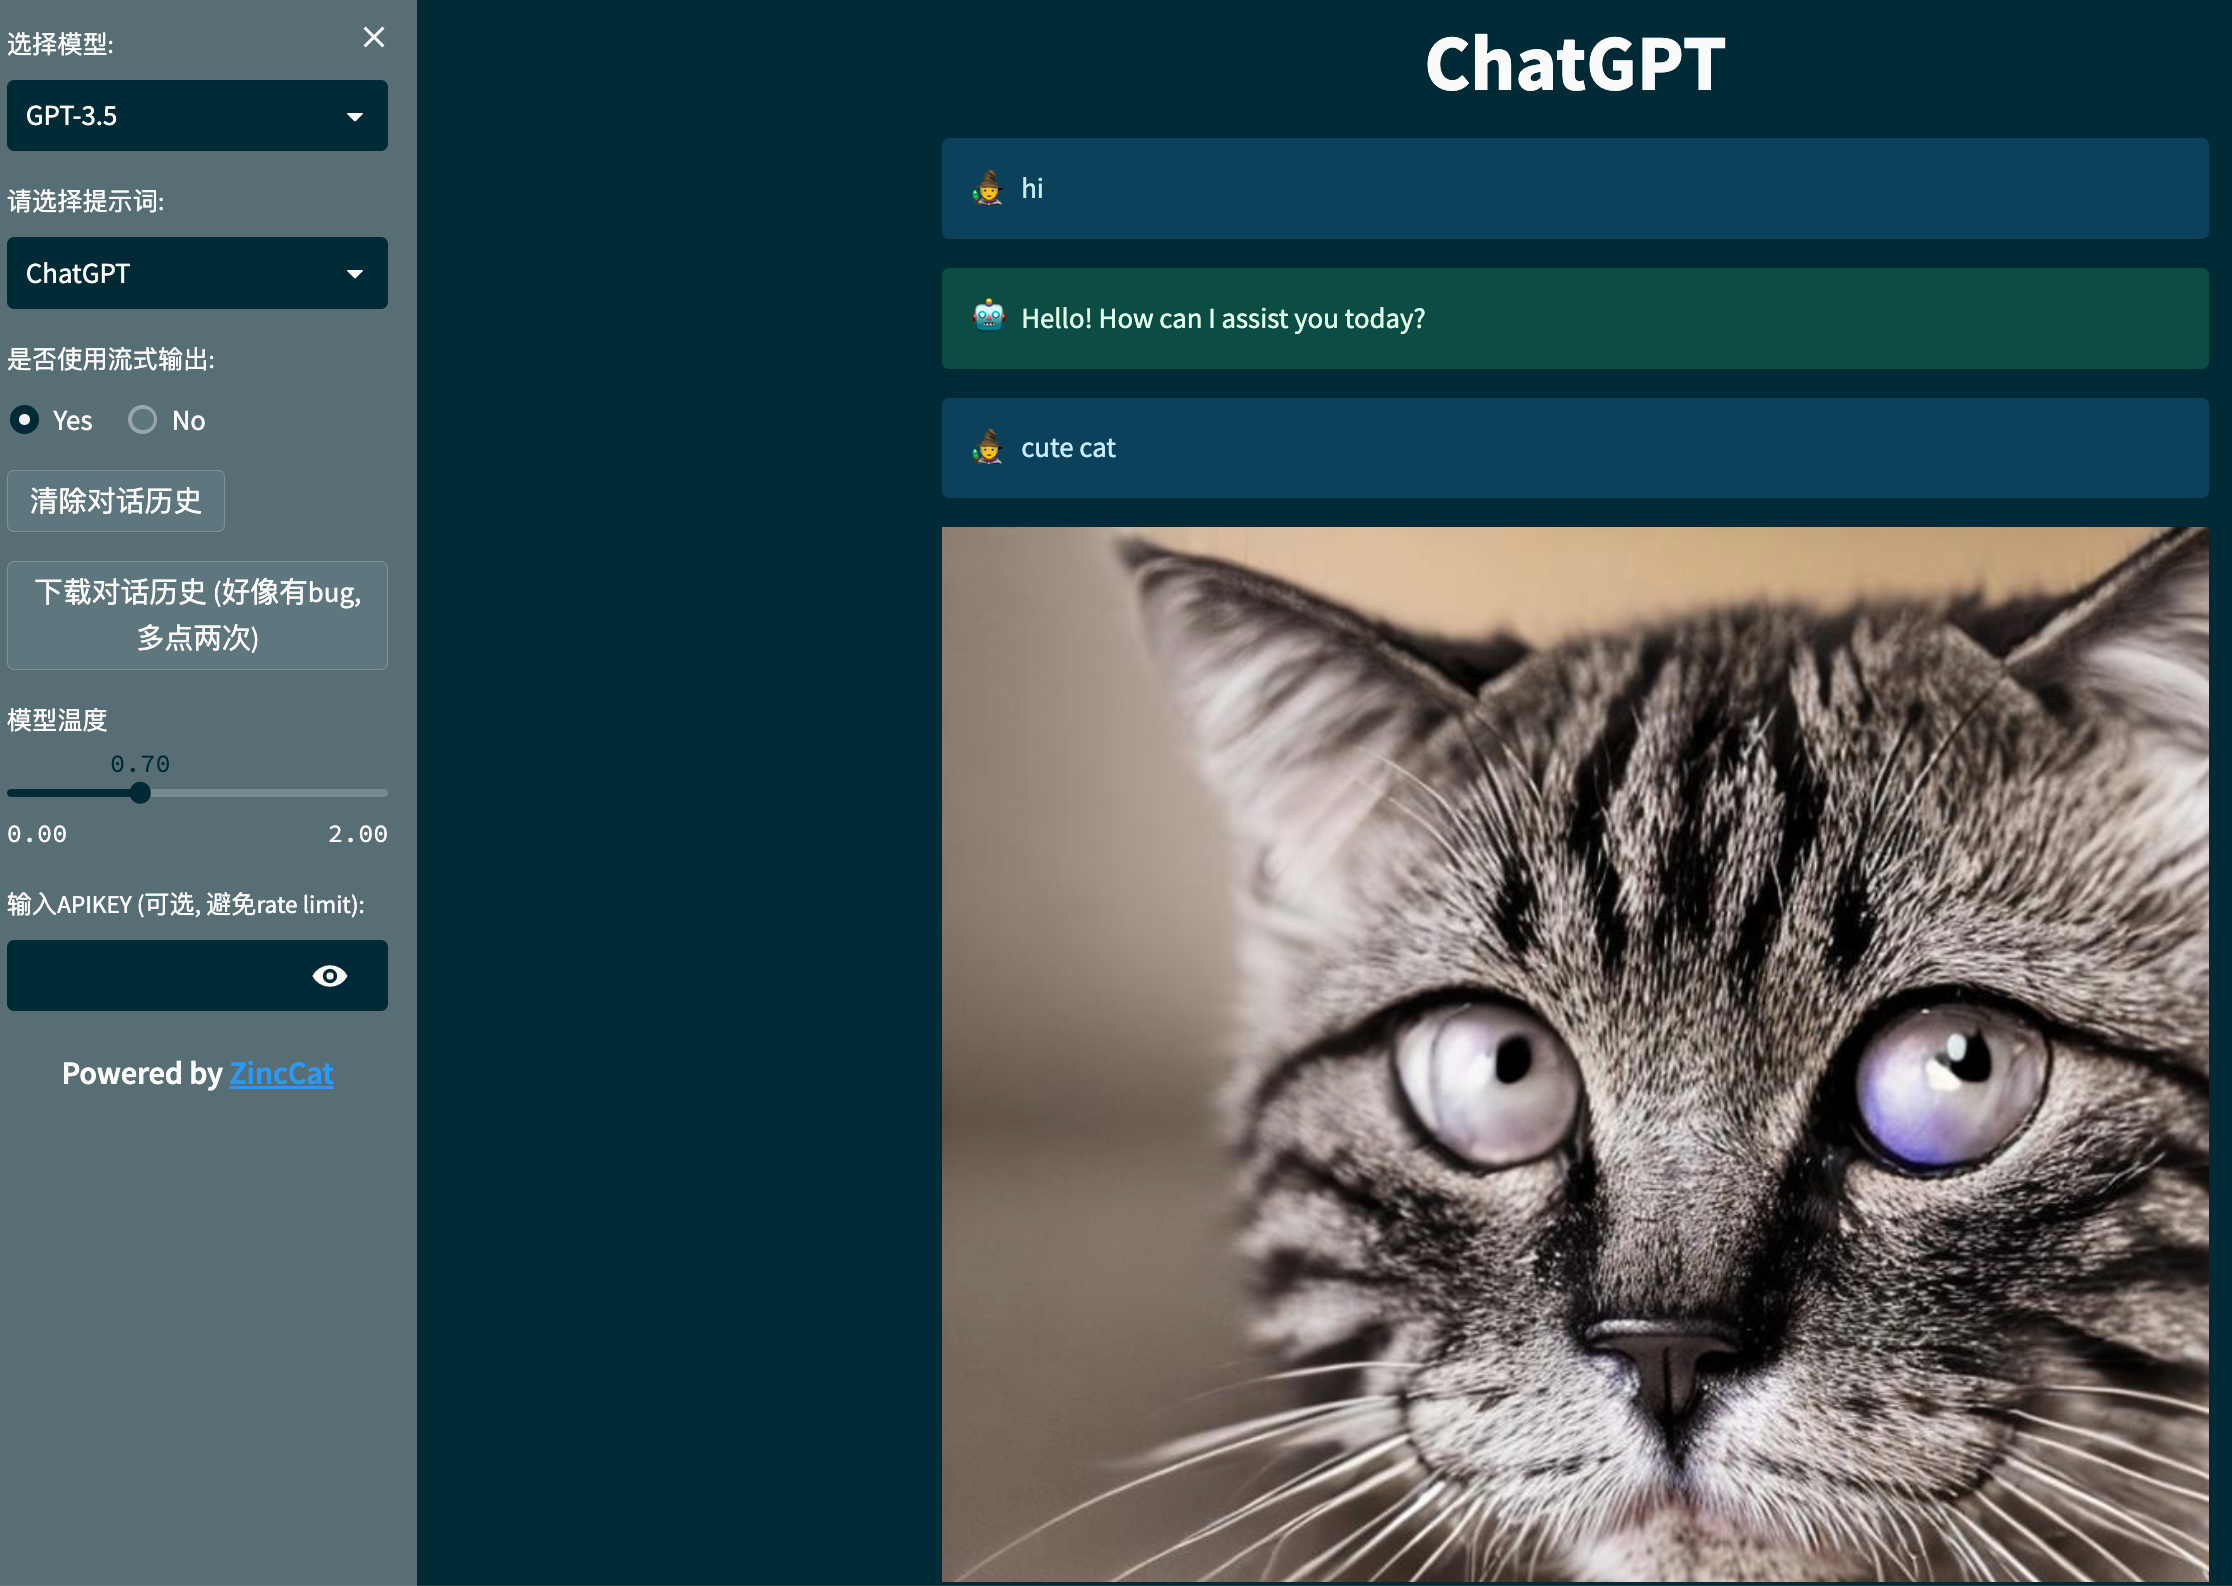 选择模型:
GPT-3.5
请选择提示词:
ChatGPT
是否使用流式输出:
Yes No
清除对话历史
下载对话历史 (好像有bug,
多点两次)
模型温度
0.70
0.00 2.00
输入APIKEY (可选, 避免rate limit):
Powered by ZincCat
ChatGPT
hi
Hello! How can I assist you today?
cute cat